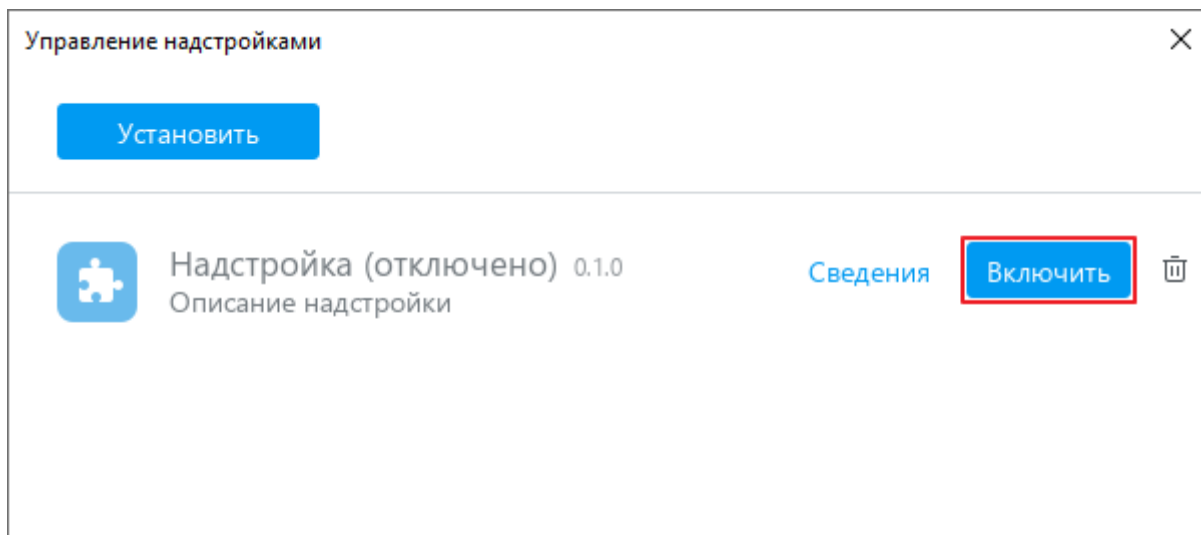 Управление надстройками
Установить
Надстройка (отключено) 0.1.0
Сведения
Включить
Описание надстройки